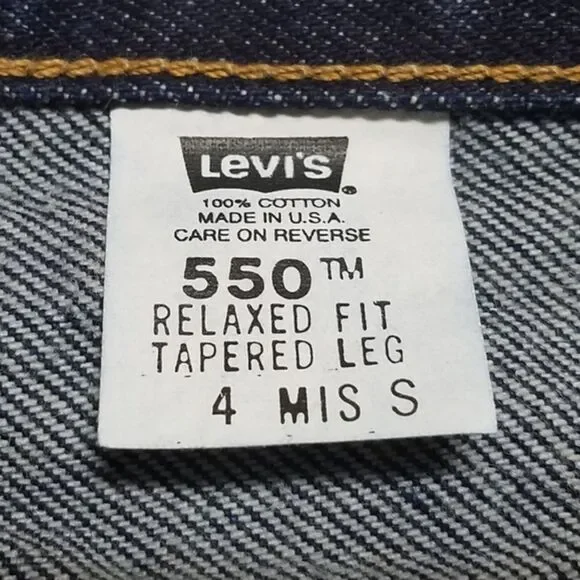 LEVI'S ®
100% COTTON
MADE IN U.S.A.
CARE ON REVERSE
550™
RELAXED FIT
TAPERED LEG
4 MIS S